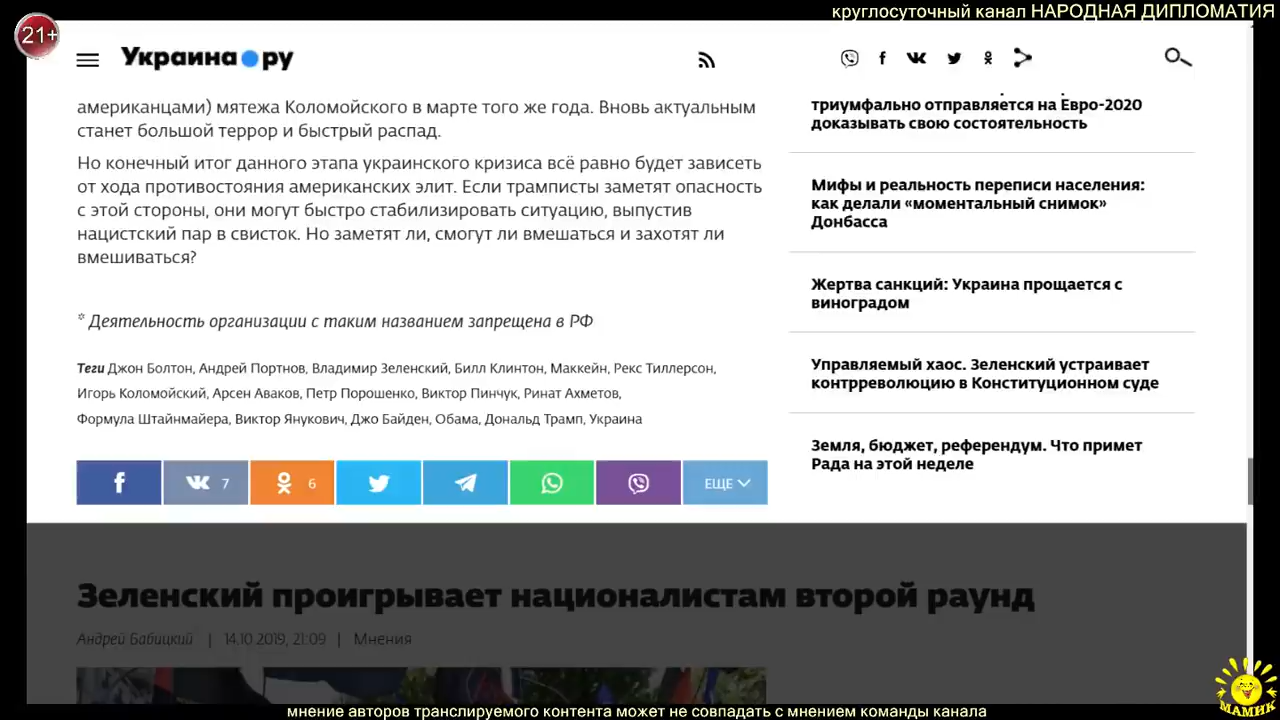 круглосуточный канал НАРОДНАЯ ДИПЛОМАТИЯ
21+
Украина ру
американцами) мятежа Коломойского в марте того же года. Вновь актуальным
станет большой террор и быстрый распад.
Но конечный итог данного этапа украинского кризиса всё равно будет зависеть
от хода противостояния американских элит. Если трамписты заметят опасность
с этой стороны, они могут быстро стабилизировать ситуацию, выпустив
нацистский пар в свисток. Но заметят ли, смогут ли вмешаться и захотят ли
вмешиваться?
* Деятельность организации с таким названием запрещена в РФ
Теги Джон Болтон, Андрей Портнов, Владимир Зеленский, Билл Клинтон, Маккейн, Рекс Тиллерсон,
Игорь Коломойский, Арсен Аваков, Петр Порошенко, Виктор Пинчук, Ринат Ахметов,
Формула Штайнмайера, Виктор Янукович, Джо Байден, Обама, Дональд Трамп, Украина
7
6
ЕЩЕ
триумфально отправляется на Евро-2020
доказывать свою состоятельность
Мифы и реальность переписи населения:
как делали «моментальный снимок»
Донбасса
Жертва санкций: Украина прощается с
виноградом
Управляемый хаос. Зеленский устраивает
контрреволюцию в Конституционном суде
Земля, бюджет, референдум. Что примет
Рада на этой неделе
Зеленский проигрывает националистам второй раунд
Андрей Бабицкий | 14.10.2019, 21:09 | Мнения
МАМИК
мнение авторов транслируемого контента может не совпадать с мнением команды канала